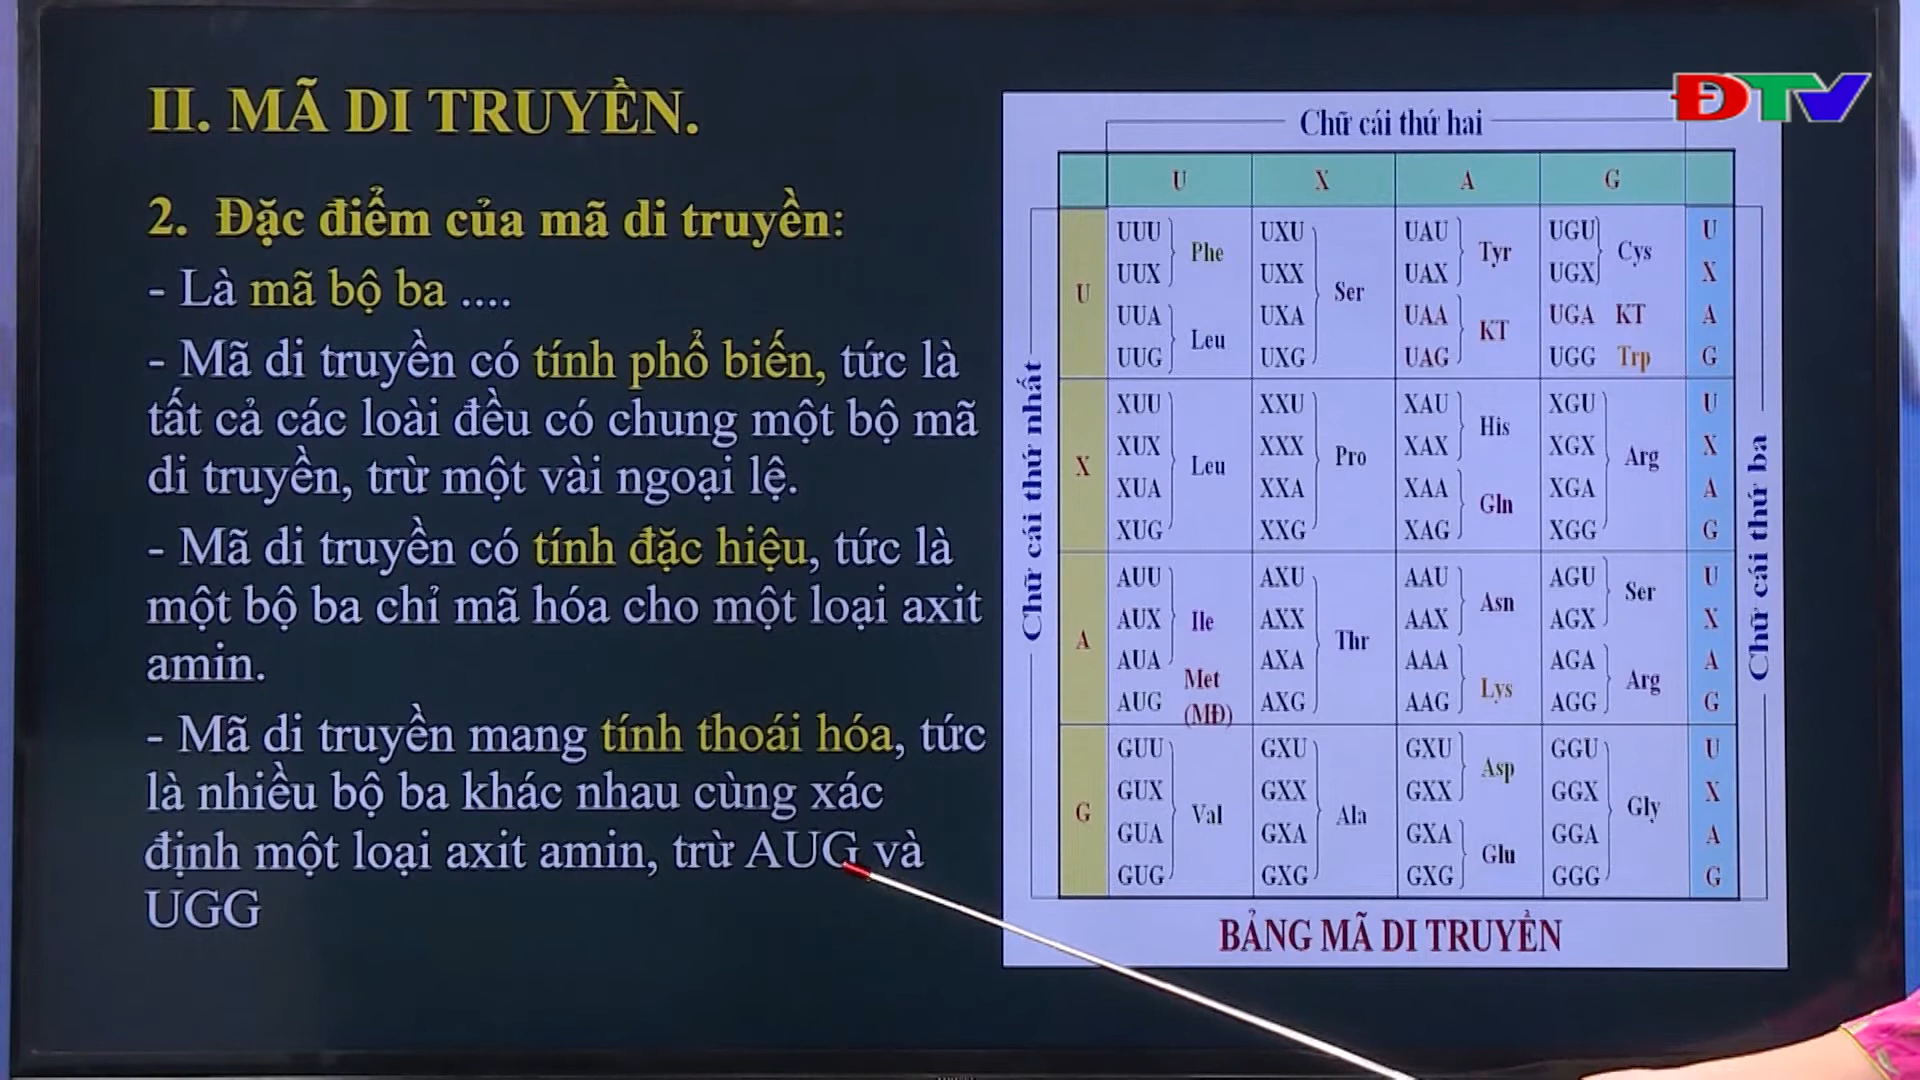 II. MÃ DI TRUYỀN.
2. Đặc điểm của mã di truyền:
- Là mã bộ ba ....
- Mã di truyền có tính phổ biến, tức là
tất cả các loài đều có chung một bộ mã
di truyền, trừ một vài ngoại lệ.
- Mã di truyền có tính đặc hiệu, tức là
một bộ ba chỉ mã hóa cho một loại axit
amin.
- Mã di truyền mang tính thoái hóa, tức
là nhiều bộ ba khác nhau cùng xác
định một loại axit amin, trừ AUG và
UGG
ĐTV
Chữ cái thứ hai
U X A G
Chữ cái thứ nhất
U
UUU
UUX
Phe
UUA
UUG
Leu
UXU
UXX
UXA
UXG
Ser
UAU
UAX
Tyr
UAA
UAG
KT
UGU
UGX
Cys
UGA KT
UGG Trp
U
X
A
G
X
XUU
XUX
XUA
XUG
Leu
XXU
XXX
XXA
XXG
Pro
XAU
XAX
His
XAA
XAG
Gln
XGU
XGX
XGA
XGG
Arg
U
X
A
G
A
AUU
AUX
AUA
Ile
AUG
Met
(MĐ)
AXU
AXX
AXA
AXG
Thr
AAU
AAX
Asn
AAA
AAG
Lys
AGU
AGX
Ser
AGA
AGG
Arg
U
X
A
G
G
GUU
GUX
GUA
GUG
Val
GXU
GXX
GXA
GXG
Ala
GXU
GXX
Asp
GXA
GXG
Glu
GGU
GGX
GGA
GGG
Gly
U
X
A
G
Chữ cái thứ ba
BẢNG MÃ DI TRUYỀN